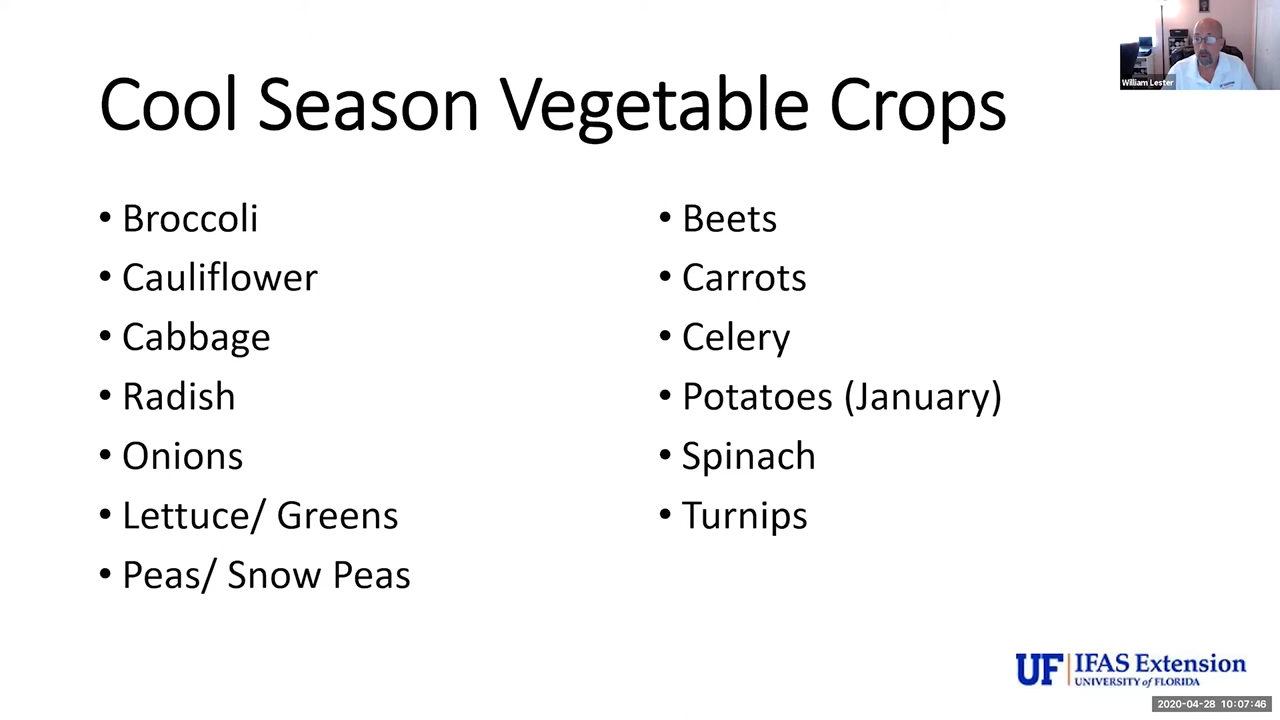 Cool Season Vegetable Crops
William Lester
• Broccoli
• Cauliflower
• Cabbage
• Radish
• Onions
• Lettuce/ Greens
• Peas/ Snow Peas
• Beets
• Carrots
• Celery
• Potatoes (January)
• Spinach
• Turnips
UF IFAS Extension
UNIVERSITY of FLORIDA
2020-04-28 10:07:46